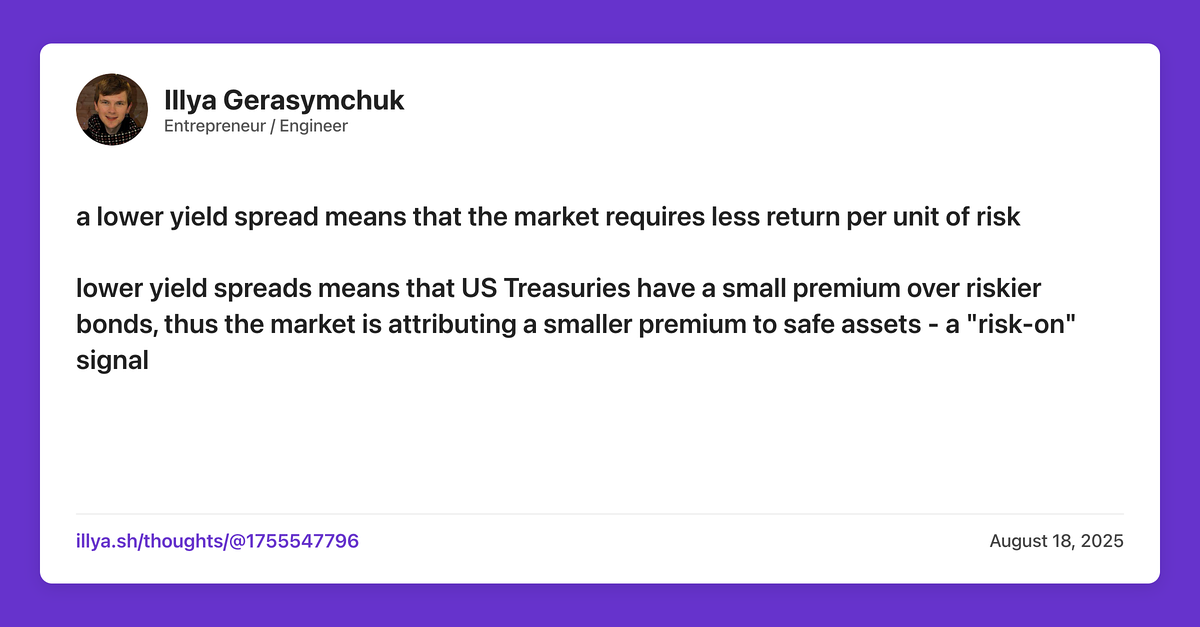 Illya Gerasymchuk
Entrepreneur / Engineer
a lower yield spread means that the market requires less return per unit of risk
lower yield spreads means that US Treasuries have a small premium over riskier
bonds, thus the market is attributing a smaller premium to safe assets - a "risk-on"
signal
illya.sh/thoughts/@1755547796
August 18, 2025